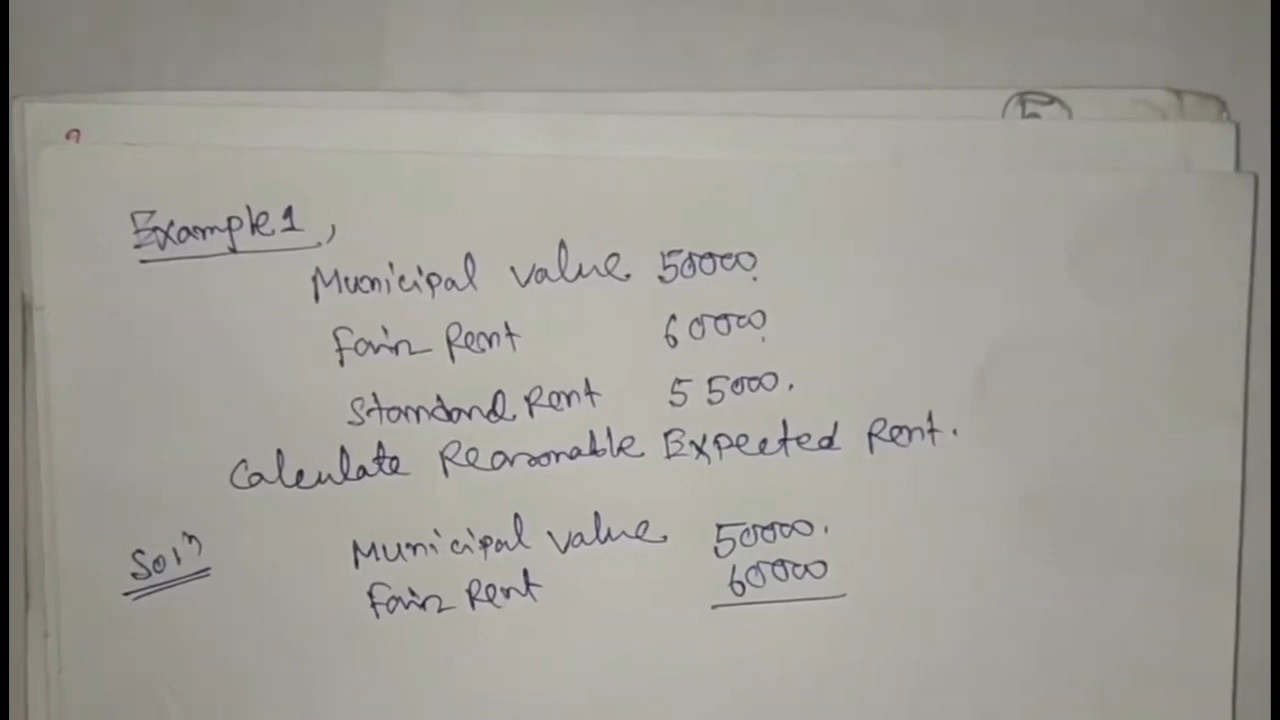 Example 1,
Municipal value 50000
Fair Rent 60000
Standard Rent 55000.
Calculate Reasonable Expected Rent.
Soln Municipal value 50000.
Fair Rent 60000